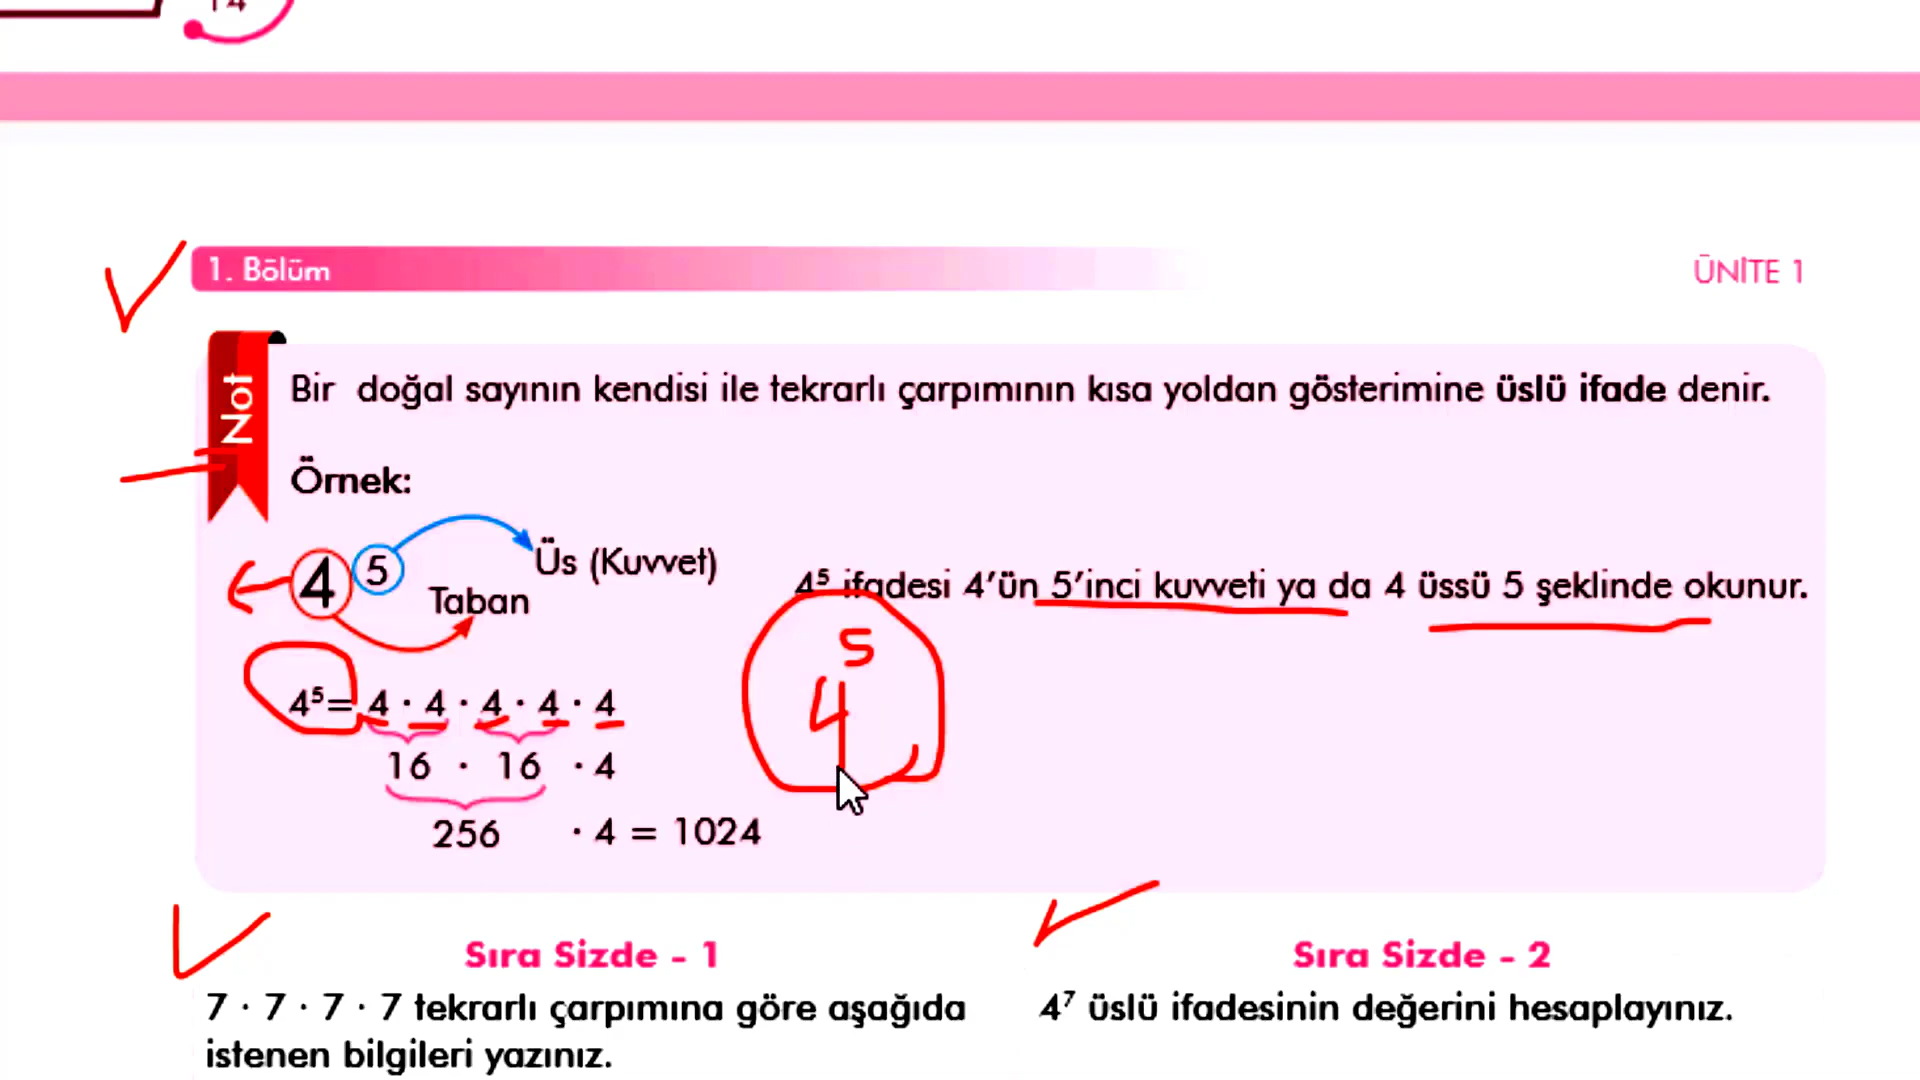 14
1. Bölüm
ÜNİTE 1
Not
Bir doğal sayının kendisi ile tekrarlı çarpımının kısa yoldan gösterimine üslü ifade denir.
Örnek:
4⁵
Üs (Kuvvet)
Taban
4⁵ ifadesi 4'ün 5'inci kuvveti ya da 4 üssü 5 şeklinde okunur.
4⁵
4⁵= 4 · 4 · 4 · 4 · 4
16 · 16 · 4
256 · 4 = 1024
Sıra Sizde - 1
7 · 7 · 7 · 7 tekrarlı çarpımına göre aşağıda
istenen bilgileri yazınız.
Sıra Sizde - 2
4⁷ üslü ifadesinin değerini hesaplayınız.